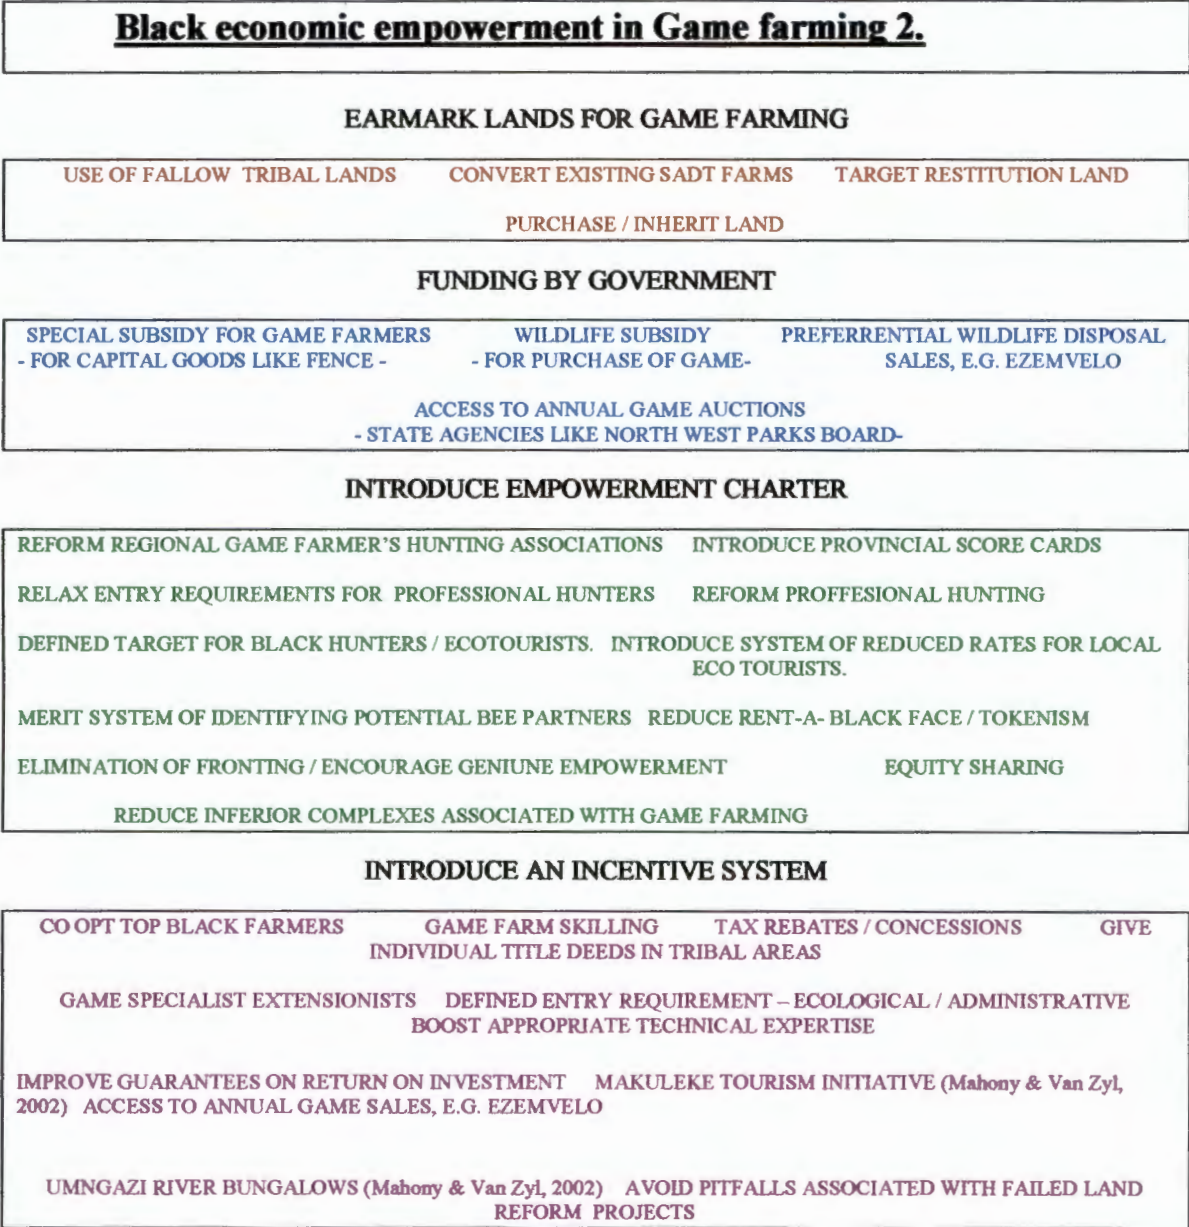 Black economic empowerment in Game farming 2.
EARMARK LANDS FOR GAME FARMING
USE OF FALLOW TRIBAL LANDS CONVERT EXISTING SADT FARMS TARGET RESTITUTION LAND
PURCHASE / INHERIT LAND
FUNDING BY GOVERNMENT
SPECIAL SUBSIDY FOR GAME FARMERS WILDLIFE SUBSIDY PREFERRENTIAL WILDLIFE DISPOSAL
- FOR CAPITAL GOODS LIKE FENCE - - FOR PURCHASE OF GAME- SALES, E.G. EZEMVELO
ACCESS TO ANNUAL GAME AUCTIONS
- STATE AGENCIES LIKE NORTH WEST PARKS BOARD-
INTRODUCE EMPOWERMENT CHARTER
REFORM REGIONAL GAME FARMER'S HUNTING ASSOCIATIONS INTRODUCE PROVINCIAL SCORE CARDS
RELAX ENTRY REQUIREMENTS FOR PROFESSIONAL HUNTERS REFORM PROFFESIONAL HUNTING
DEFINED TARGET FOR BLACK HUNTERS / ECOTOURISTS. INTRODUCE SYSTEM OF REDUCED RATES FOR LOCAL
ECO TOURISTS.
MERIT SYSTEM OF IDENTIFYING POTENTIAL BEE PARTNERS REDUCE RENT-A- BLACK FACE / TOKENISM
ELIMINATION OF FRONTING / ENCOURAGE GENIUNE EMPOWERMENT EQUITY SHARING
REDUCE INFERIOR COMPLEXES ASSOCIATED WITH GAME FARMING
INTRODUCE AN INCENTIVE SYSTEM
CO OPT TOP BLACK FARMERS GAME FARM SKILLING TAX REBATES / CONCESSIONS GIVE
INDIVIDUAL TITLE DEEDS IN TRIBAL AREAS
GAME SPECIALIST EXTENSIONISTS DEFINED ENTRY REQUIREMENT – ECOLOGICAL / ADMINISTRATIVE
BOOST APPROPRIATE TECHNICAL EXPERTISE
IMPROVE GUARANTEES ON RETURN ON INVESTMENT MAKULEKE TOURISM INITIATIVE (Mahony & Van Zyl,
2002) ACCESS TO ANNUAL GAME SALES, E.G. EZEMVELO
UMNGAZI RIVER BUNGALOWS (Mahony & Van Zyl, 2002) AVOID PITFALLS ASSOCIATED WITH FAILED LAND
REFORM PROJECTS